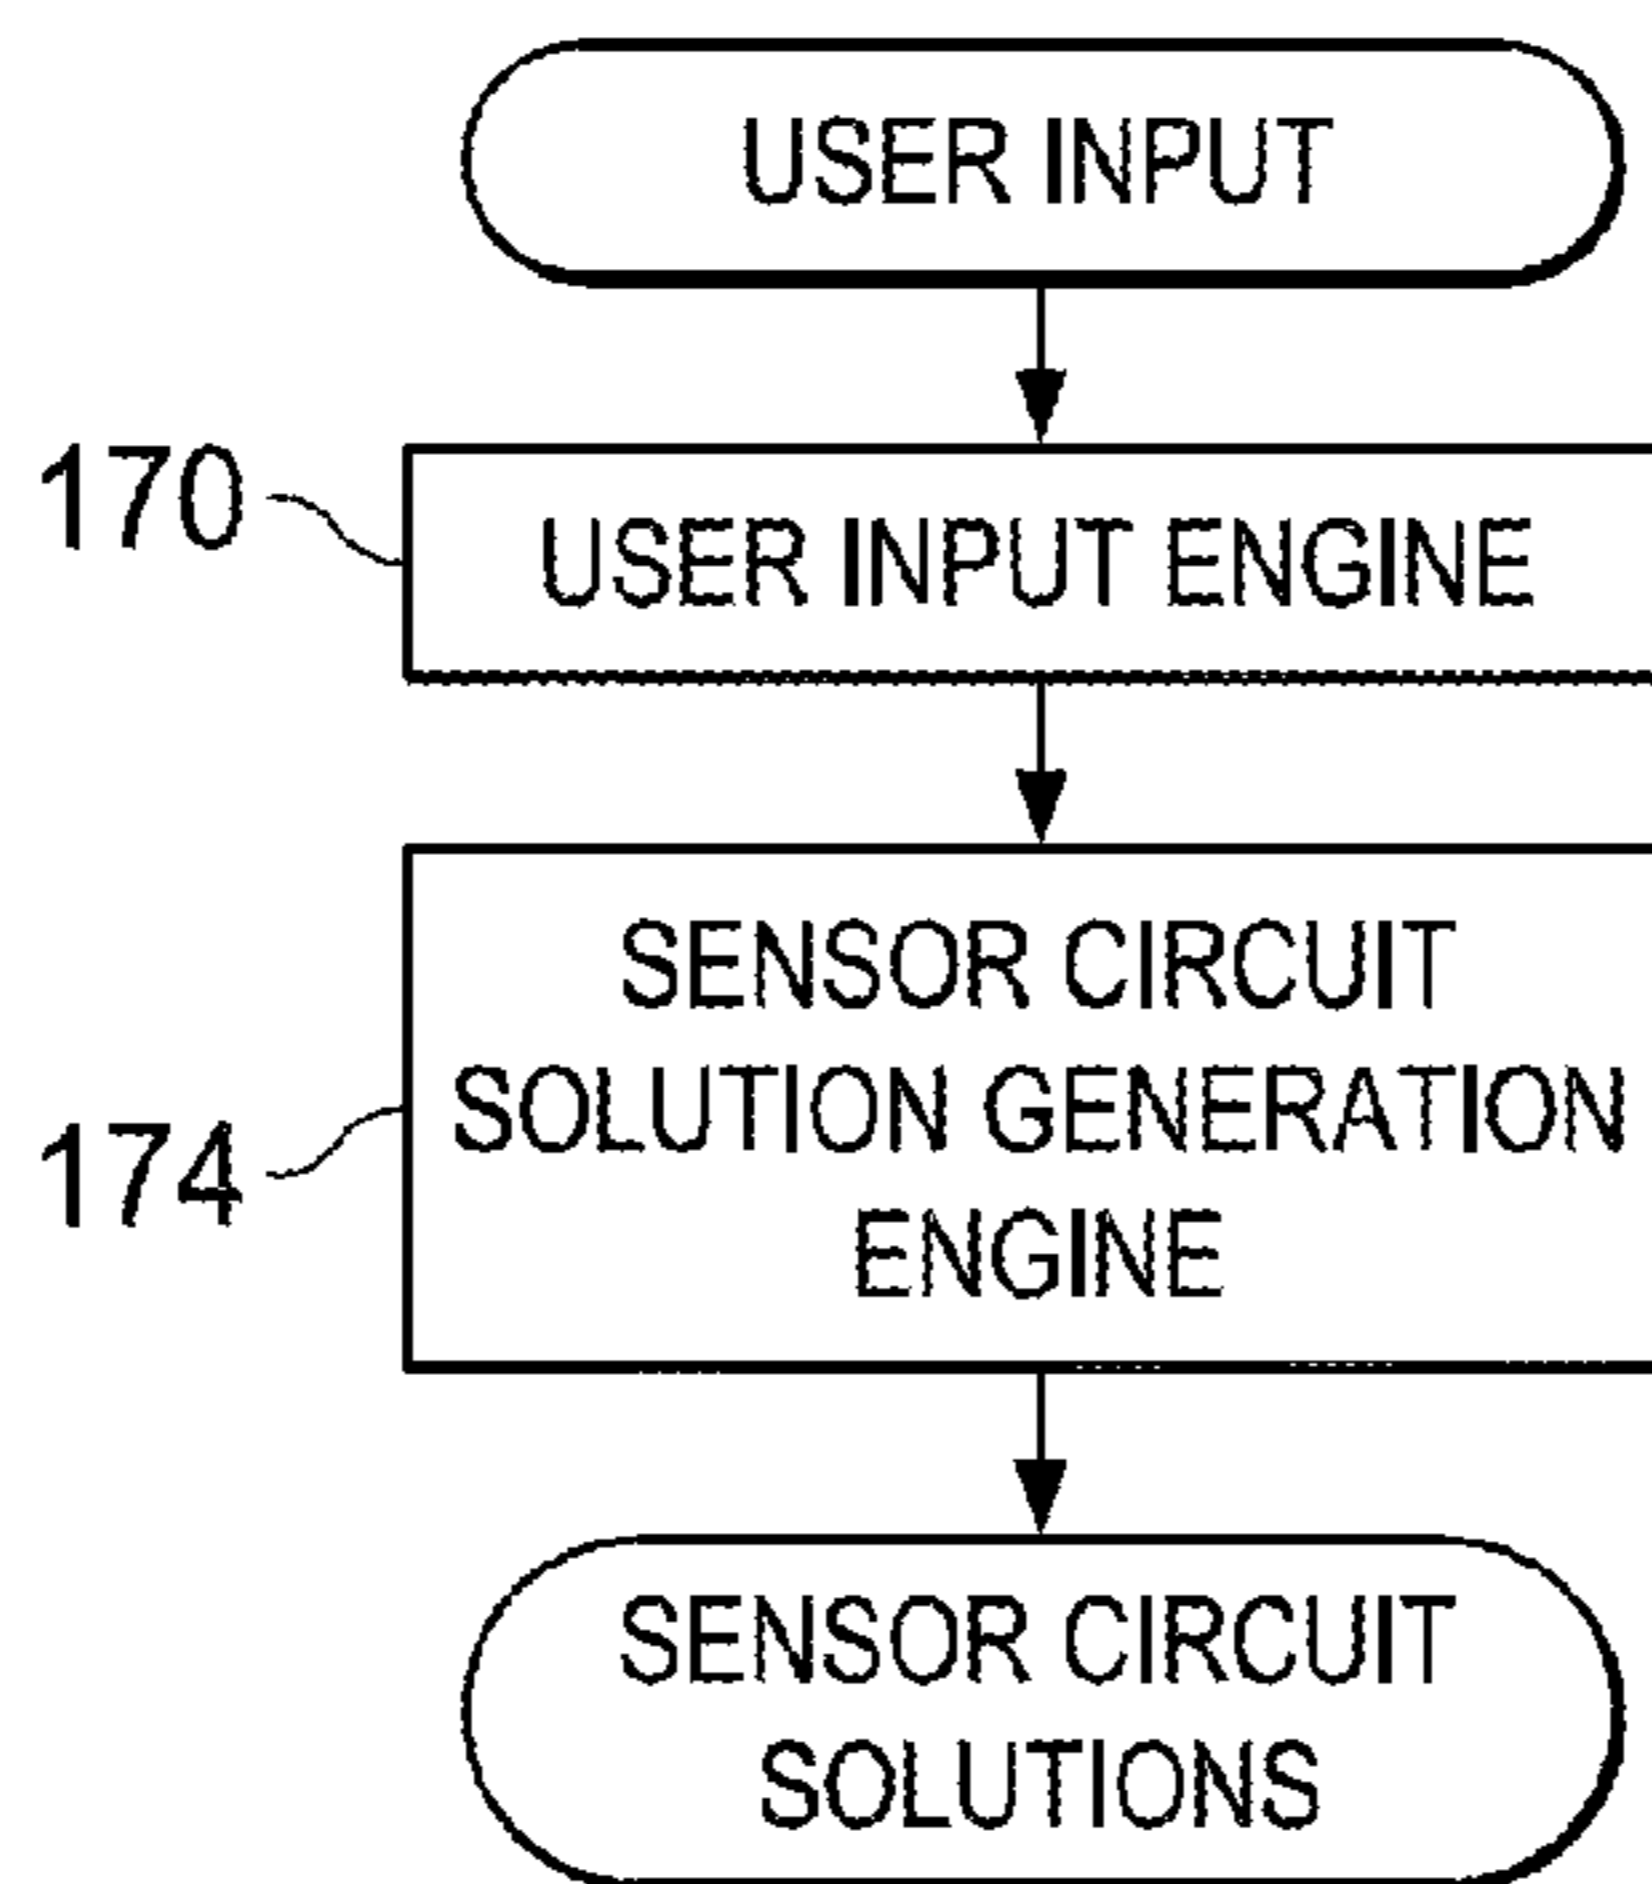 USER INPUT
170
USER INPUT ENGINE
SENSOR CIRCUIT
SOLUTION GENERATION
174
ENGINE
SENSOR CIRCUIT
SOLUTIONS